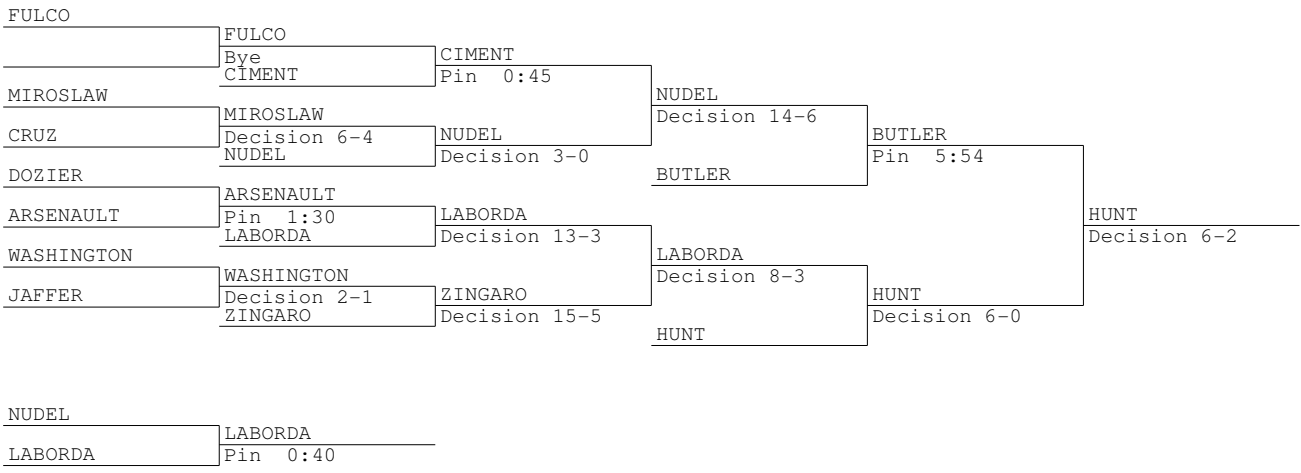 FULCO
FULCO
Bye
CIMENT
CIMENT
Pin 0:45
MIROSLAW
NUDEL
Decision 14-6
MIROSLAW
Decision 6-4
CRUZ
NUDEL
NUDEL
Decision 3-0
BUTLER
Pin 5:54
DOZIER
BUTLER
ARSENAULT
Pin 1:30
ARSENAULT
LABORDA
LABORDA
Decision 13-3
HUNT
Decision 6-2
WASHINGTON
LABORDA
Decision 8-3
WASHINGTON
Decision 2-1
JAFFER
ZINGARO
ZINGARO
Decision 15-5
HUNT
Decision 6-0
HUNT
NUDEL
LABORDA
Pin 0:40
LABORDA